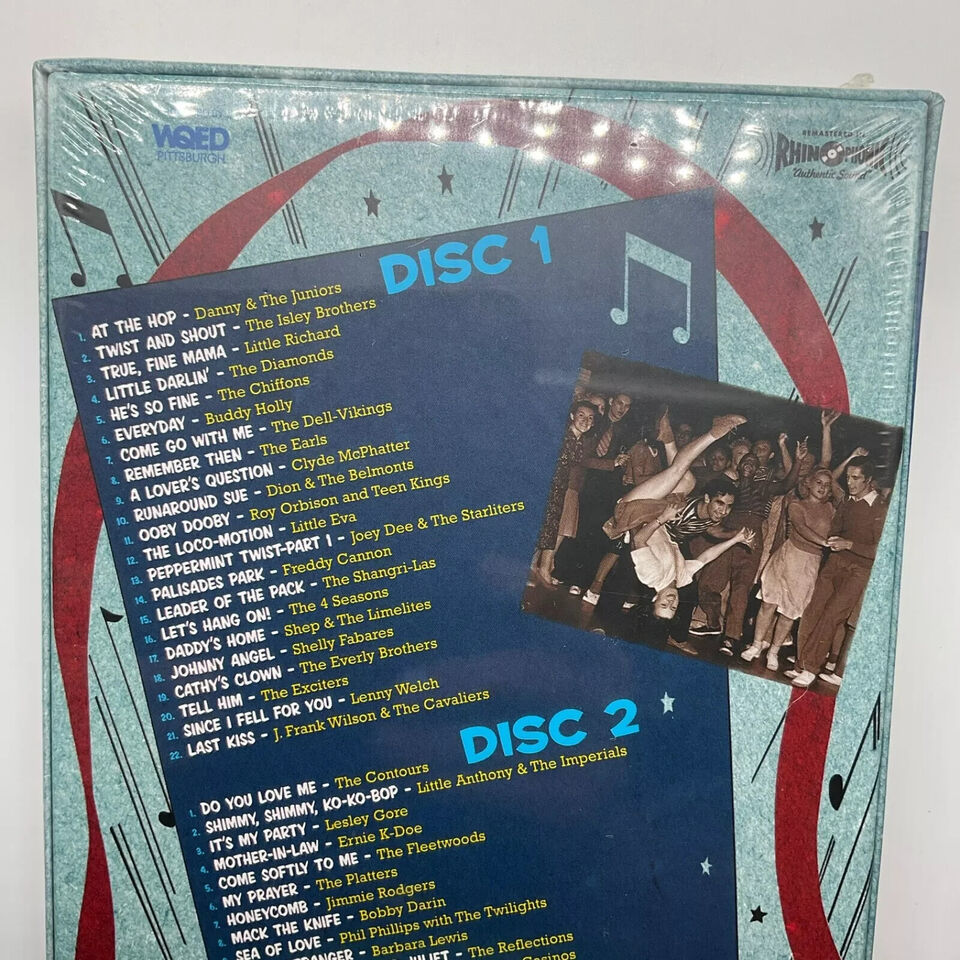 WQED
PITTSBURGH
REMASTERED IN
RHINOPHONIC
"Authentic Sound"
DISC 1
1. AT THE HOP - Danny & The Juniors
2. TWIST AND SHOUT - The Isley Brothers
3. TRUE, FINE MAMA - Little Richard
4. LITTLE DARLIN' - The Diamonds
5. HE'S SO FINE - The Chiffons
6. EVERYDAY - Buddy Holly
7. COME GO WITH ME - The Dell-Vikings
8. REMEMBER THEN - The Earls
9. A LOVER'S QUESTION - Clyde McPhatter
10. RUNAROUND SUE - Dion & The Belmonts
11. OOBY DOOBY - Roy Orbison and Teen Kings
12. THE LOCO-MOTION - Little Eva
13. PEPPERMINT TWIST-PART 1 - Joey Dee & The Starliters
14. PALISADES PARK - Freddy Cannon
15. LEADER OF THE PACK - The Shangri-Las
16. LET'S HANG ON! - The 4 Seasons
17. DADDY'S HOME - Shep & The Limelites
18. JOHNNY ANGEL - Shelly Fabares
19. CATHY'S CLOWN - The Everly Brothers
20. TELL HIM - The Exciters
21. SINCE I FELL FOR YOU - Lenny Welch
22. LAST KISS - J. Frank Wilson & The Cavaliers
DISC 2
1. DO YOU LOVE ME - The Contours
2. SHIMMY, SHIMMY, KO-KO-BOP - Little Anthony & The Imperials
3. IT'S MY PARTY - Lesley Gore
4. MOTHER-IN-LAW - Ernie K-Doe
5. COME SOFTLY TO ME - The Fleetwoods
6. MY PRAYER - The Platters
7. HONEYCOMB - Jimmie Rodgers
8. MACK THE KNIFE - Bobby Darin
SEA OF LOVE - Phil Phillips with The Twilights
- Barbara Lewis
JULIET - The Reflections
Casinos